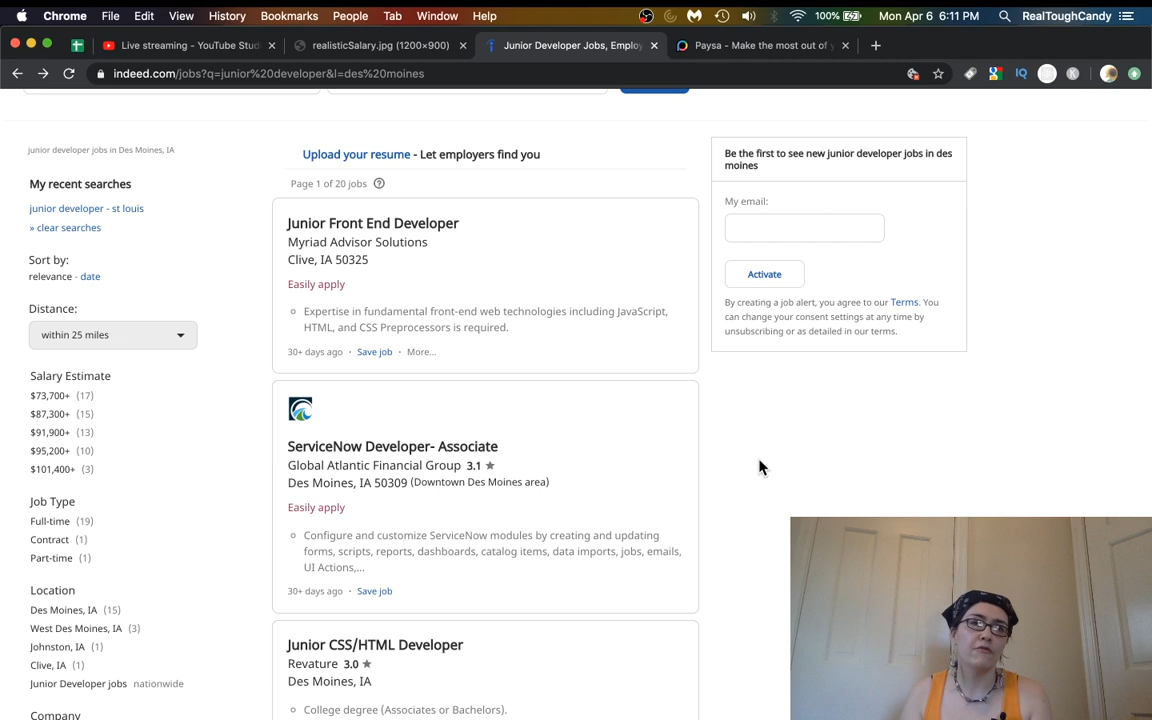 Chrome File Edit View History Bookmarks People Tab Window Help 100% Mon Apr 6 6:11 PM RealToughCandy
Live streaming - YouTube Stud × realisticSalary.jpg (1200×900) × Junior Developer Jobs, Employ × Paysa - Make the most out of y × +
indeed.com/jobs?q=junior%20developer&l=des%20moines IQ K
junior developer jobs in Des Moines, IA
My recent searches
junior developer - st louis
» clear searches
Sort by:
relevance - date
Distance:
within 25 miles
Salary Estimate
$73,700+ (17)
$87,300+ (15)
$91,900+ (13)
$95,200+ (10)
$101,400+ (3)
Job Type
Full-time (19)
Contract (1)
Part-time (1)
Location
Des Moines, IA (15)
West Des Moines, IA (3)
Johnston, IA (1)
Clive, IA (1)
Junior Developer jobs nationwide
Company
Upload your resume - Let employers find you
Page 1 of 20 jobs ?
Junior Front End Developer
Myriad Advisor Solutions
Clive, IA 50325
Easily apply
Expertise in fundamental front-end web technologies including JavaScript,
HTML, and CSS Preprocessors is required.
30+ days ago · Save job · More...
ServiceNow Developer- Associate
Global Atlantic Financial Group 3.1 ★
Des Moines, IA 50309 (Downtown Des Moines area)
Easily apply
Configure and customize ServiceNow modules by creating and updating
forms, scripts, reports, dashboards, catalog items, data imports, jobs, emails,
UI Actions,...
30+ days ago · Save job
Junior CSS/HTML Developer
Revature 3.0 ★
Des Moines, IA
College degree (Associates or Bachelors).
Be the first to see new junior developer jobs in des
moines
My email:
Activate
By creating a job alert, you agree to our Terms. You
can change your consent settings at any time by
unsubscribing or as detailed in our terms.